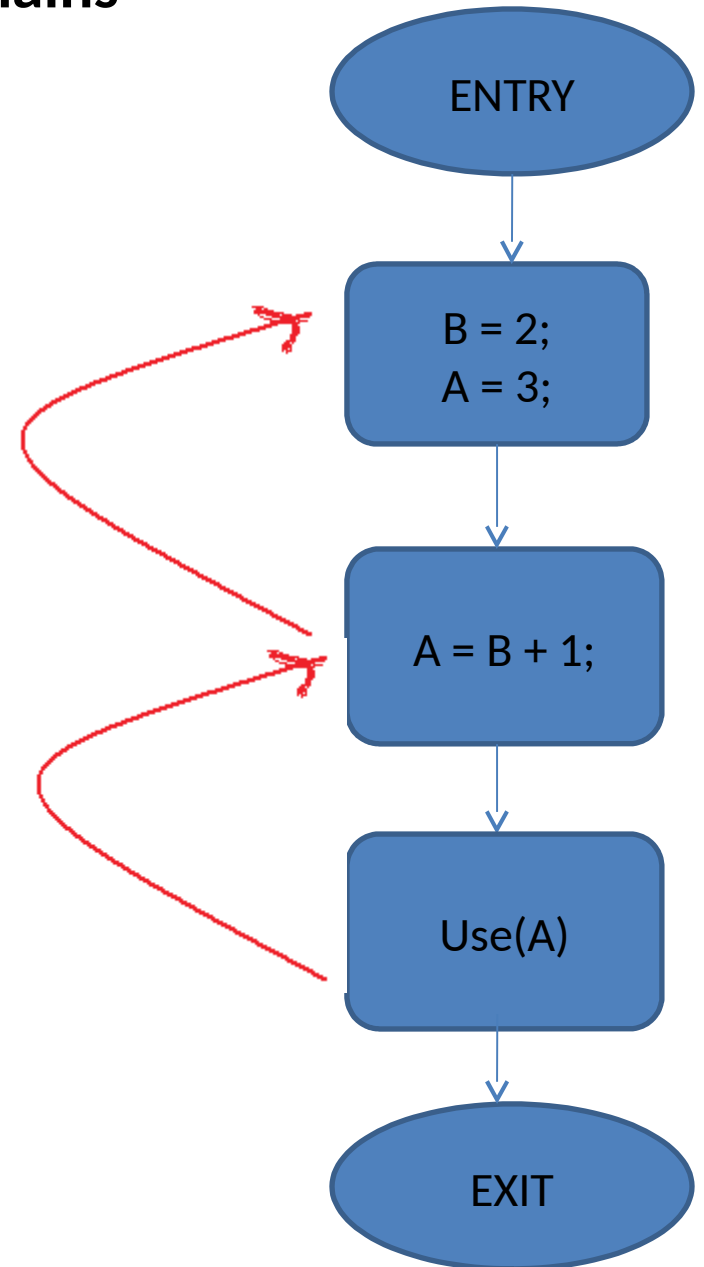 ENTRY
B = 2;
A = 3;
A = B + 1;
Use(A)
EXIT